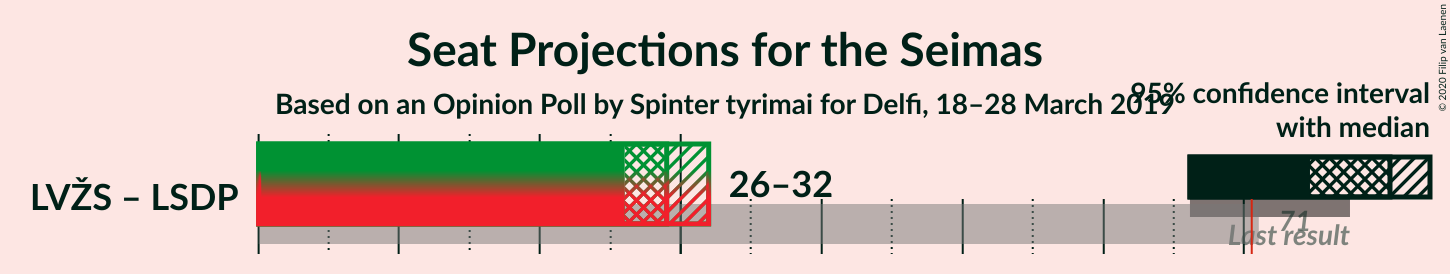 Seat Projections for the Seimas
Based on an Opinion Poll by Spinter tyrimai for Delfi, 18–28 March 2019
95% confidence interval
with median
LVŽS – LSDP
26–32
71
Last result
© 2020 Filip van Laenen